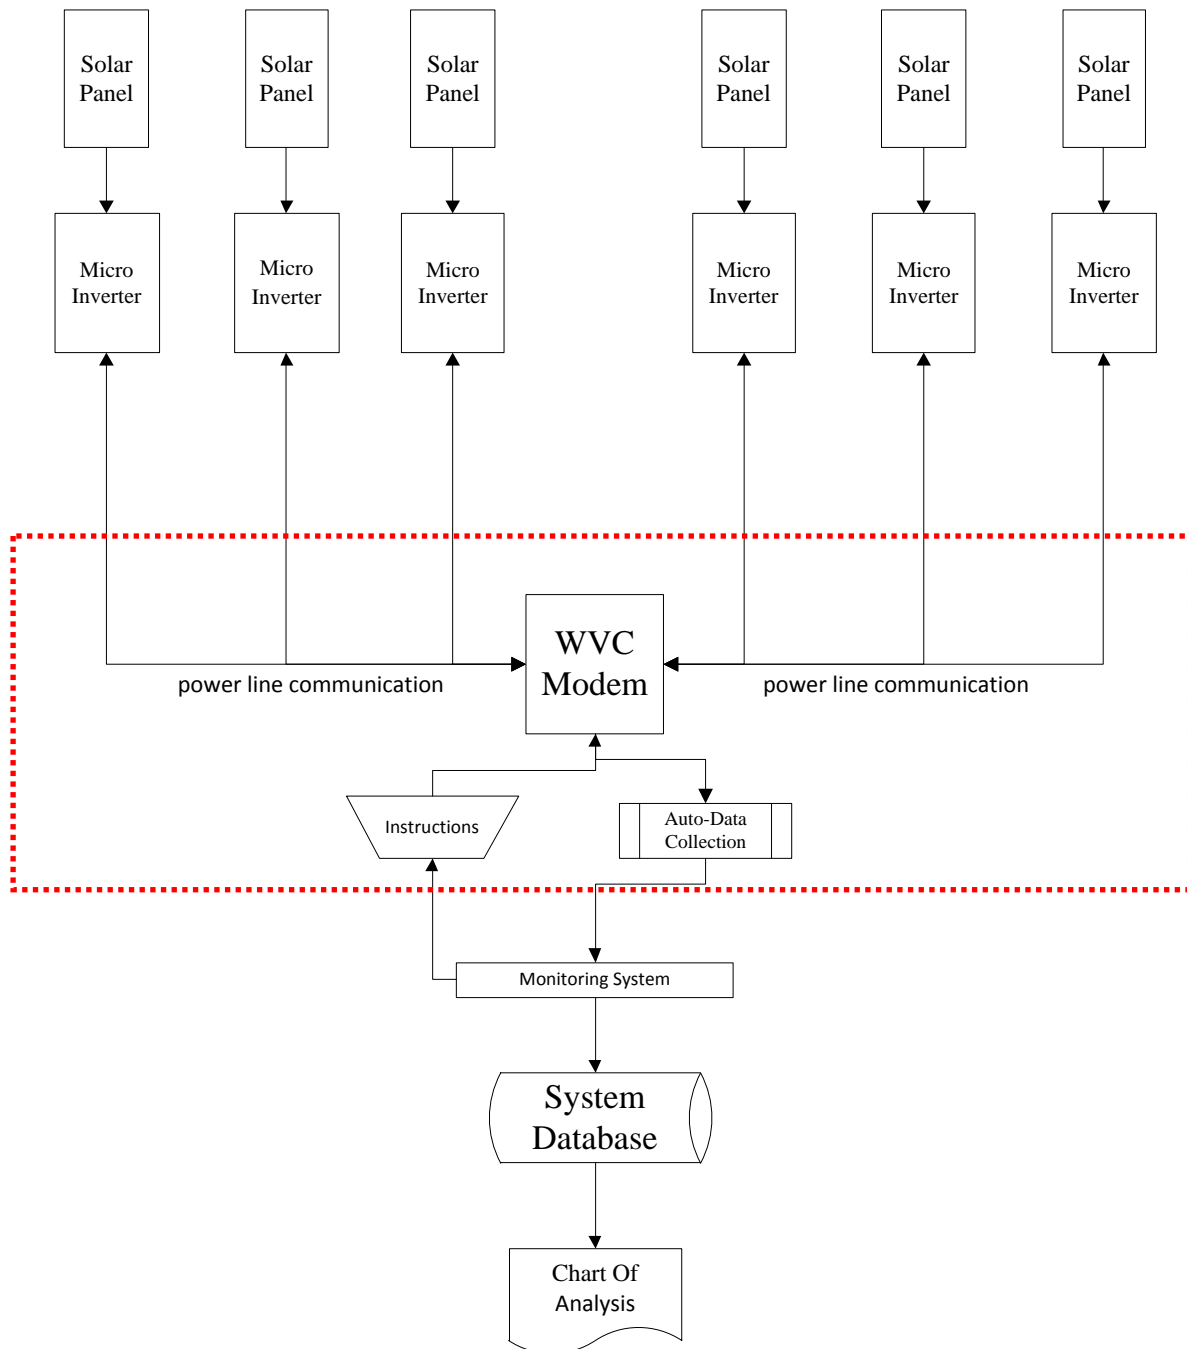 Solar
Panel
Solar
Panel
Solar
Panel
Solar
Panel
Solar
Panel
Solar
Panel
Micro
Inverter
Micro
Inverter
Micro
Inverter
Micro
Inverter
Micro
Inverter
Micro
Inverter
WVC
Modem
power line communication
power line communication
Instructions
Auto-Data
Collection
Monitoring System
System
Database
Chart Of
Analysis